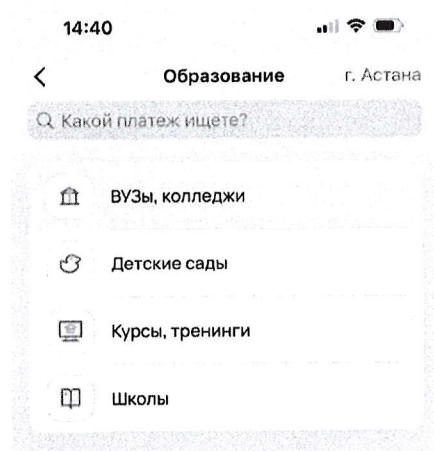 14:40
Образование г. Астана
Какой платеж ищете?
ВУЗы, колледжи
Детские сады
Курсы, тренинги
Школы